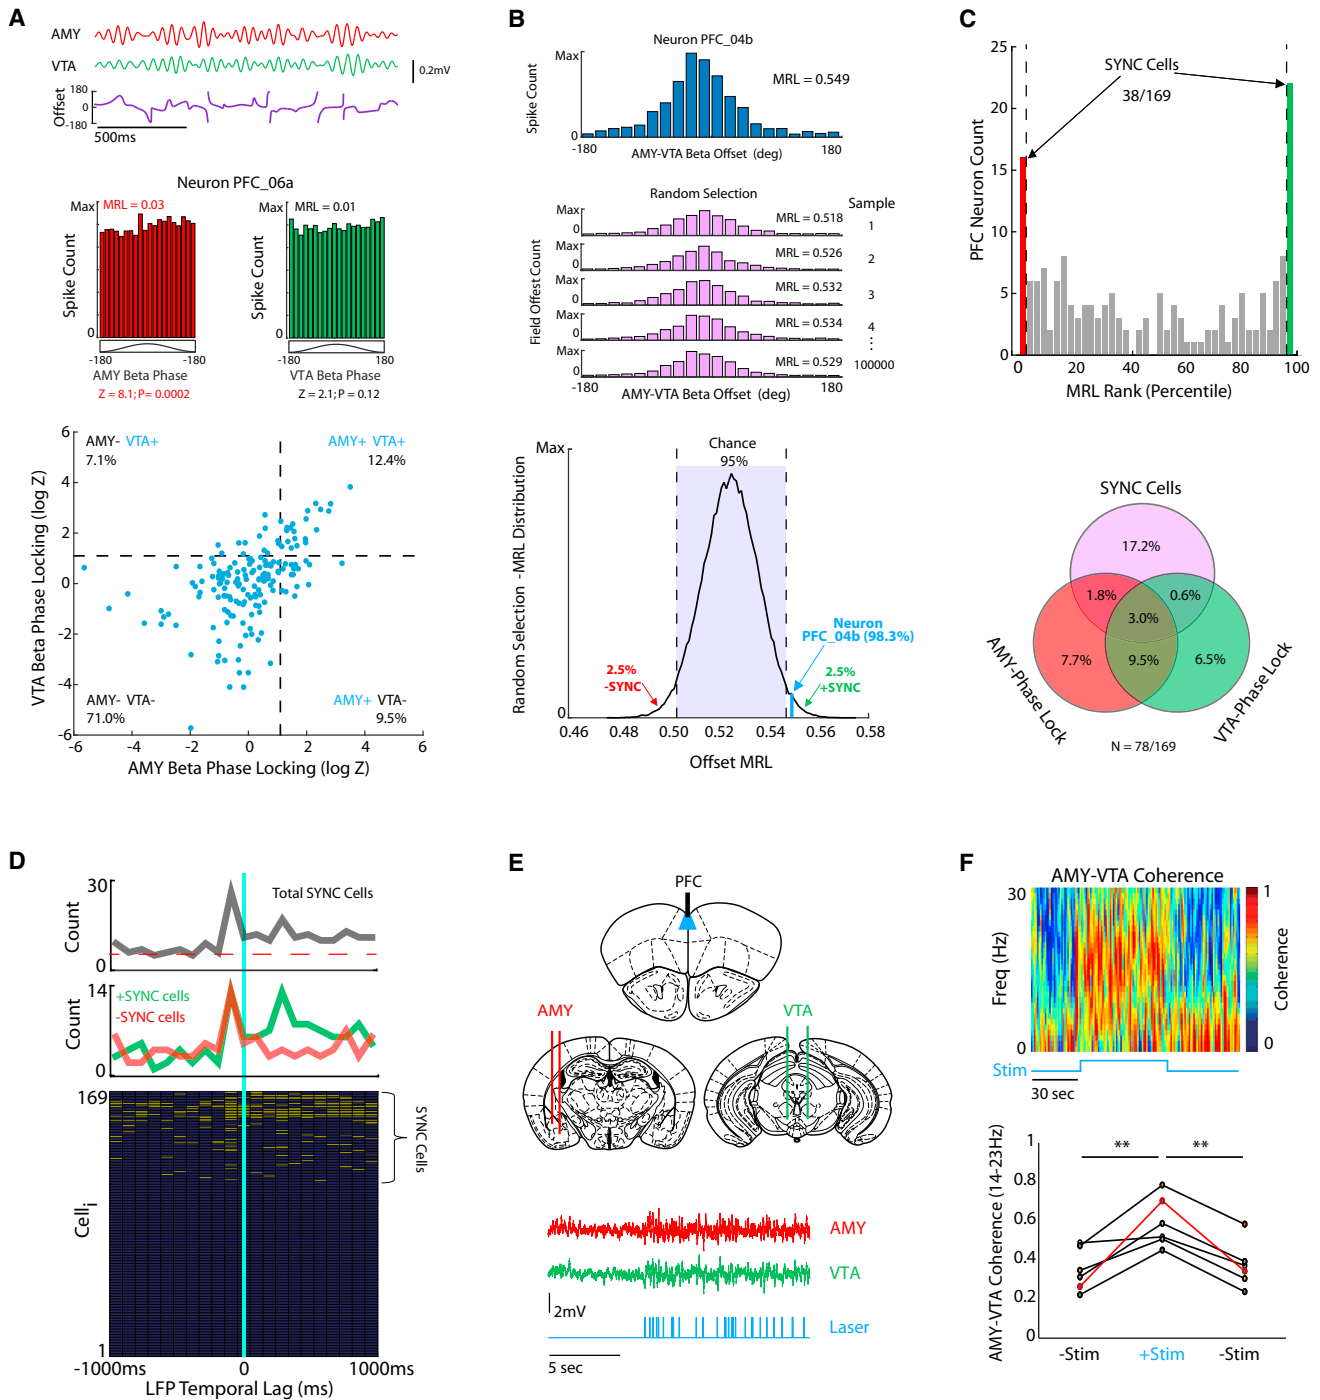 A
AMY
VTA
0.2mV
Offset
180
0
-180
500ms
Neuron PFC_06a
Max
MRL = 0.03
Spike Count
0
-180
-180
AMY Beta Phase
Z = 8.1; P= 0.0002
Max
MRL = 0.01
Spike Count
0
-180
180
VTA Beta Phase
Z = 2.1; P = 0.12
VTA Beta Phase Locking (log Z)
6
4
2
0
-2
-4
-6
AMY- VTA+
7.1%
AMY+ VTA+
12.4%
AMY- VTA-
71.0%
AMY+ VTA-
9.5%
-6
-4
-2
0
2
4
6
AMY Beta Phase Locking (log Z)
B
Neuron PFC_04b
Max
MRL = 0.549
Spike Count
0
-180
180
AMY-VTA Beta Offset (deg)
Random Selection
Sample
Field Offest Count
Max
0
MRL = 0.518
1
Max
0
MRL = 0.526
2
Max
0
MRL = 0.532
3
Max
0
MRL = 0.534
4
Max
0
MRL = 0.529
100000
-180
180
AMY-VTA Beta Offset (deg)
Random Selection -MRL Distribution
Max
0
Chance
95%
Neuron
PFC_04b (98.3%)
2.5%
-SYNC
2.5%
+SYNC
0.46
0.48
0.50
0.52
0.54
0.56
0.58
Offset MRL
C
PFC Neuron Count
25
20
15
10
5
0
SYNC Cells
38/169
0
20
40
60
80
100
MRL Rank (Percentile)
SYNC Cells
17.2%
1.8%
0.6%
3.0%
7.7%
9.5%
6.5%
AMY-Phase Lock
VTA-Phase Lock
N = 78/169
D
Count
30
0
Total SYNC Cells
Count
14
0
+SYNC cells
-SYNC cells
Cell i
169
1
SYNC Cells
-1000ms
0
1000ms
LFP Temporal Lag (ms)
E
PFC
AMY
VTA
AMY
VTA
2mV
Laser
5 sec
F
AMY-VTA Coherence
Freq (Hz)
30
0
1
0
Coherence
Stim
30 sec
AMY-VTA Coherence (14-23Hz)
1
0.8
0.6
0.4
0.2
0
**
**
-Stim
+Stim
-Stim